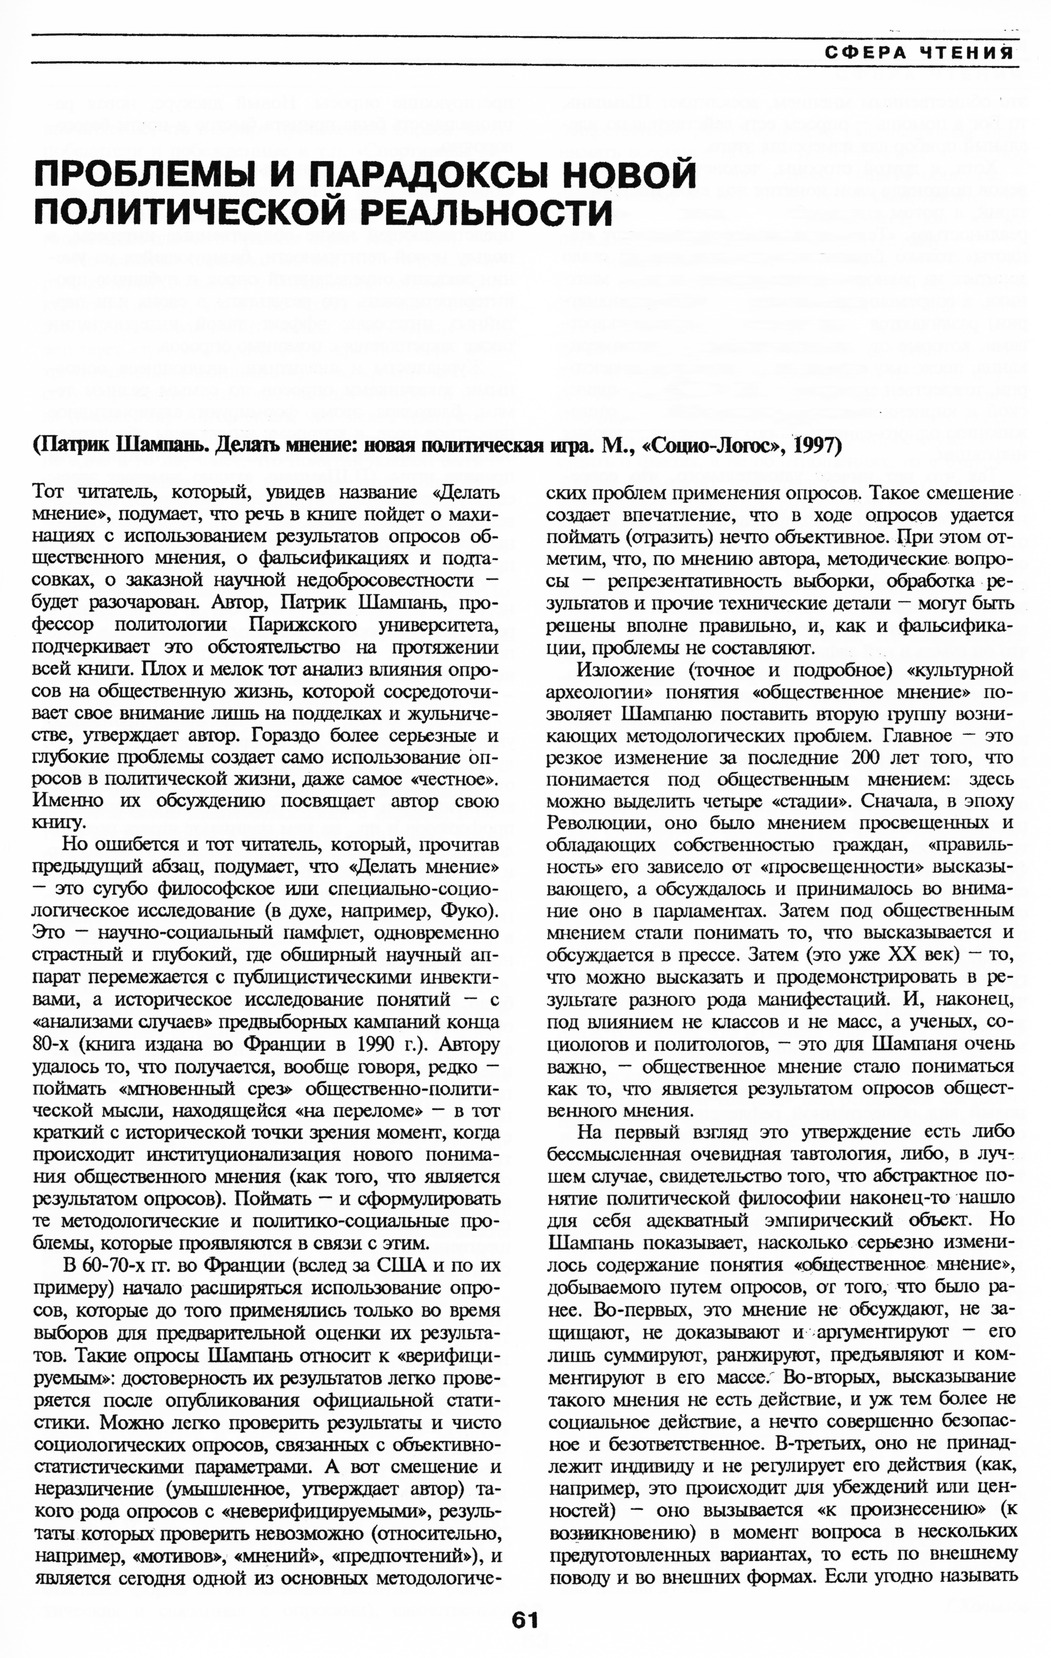 СФЕРА ЧТЕНИЯ
ПРОБЛЕМЫ И ПАРАДОКСЫ НОВОЙ
ПОЛИТИЧЕСКОЙ РЕАЛЬНОСТИ
(Патрик Шампань. Делать мнение: новая политическая игра. М., «Социо-Логос», 1997)
Тот читатель, который, увидев название «Делать
мнение», подумает, что речь в книге пойдет о махи-
нациях с использованием результатов опросов об-
щественного мнения, о фальсификациях и подта-
совках, о заказной научной недобросовестности —
будет разочарован. Автор, Патрик Шампань, про-
фессор политологии Парижского университета,
подчеркивает это обстоятельство на протяжении
всей книги. Плох и мелок тот анализ влияния опро-
сов на общественную жизнь, которой сосредоточи-
вает свое внимание лишь на подделках и жульниче-
стве, утверждает автор. Гораздо более серьезные и
глубокие проблемы создает само использование оп-
росов в политической жизни, даже самое «честное».
Именно их обсуждению посвящает автор свою
книгу.
Но ошибется и тот читатель, который, прочитав
предыдущий абзац, подумает, что «Делать мнение»
— это сугубо философское или специально-социо-
логическое исследование (в духе, например, Фуко).
Это — научно-социальный памфлет, одновременно
страстный и глубокий, где обширный научный ап-
парат перемежается с публицистическими инвекти-
вами, а историческое исследование понятий — с
«анализами случаев» предвыборных кампаний конца
80-х (книга издана во Франции в 1990 г.). Автору
удалось то, что получается, вообще говоря, редко —
поймать «мгновенный срез» общественно-полити-
ческой мысли, находящейся «на переломе» — в тот
краткий с исторической точки зрения момент, когда
происходит институционализация нового понима-
ния общественного мнения (как того, что является
результатом опросов). Поймать — и сформулировать
те методологические и политико-социальные про-
блемы, которые проявляются в связи с этим.
В 60-70-х гг. во Франции (вслед за США и по их
примеру) начало расширяться использование опро-
сов, которые до того применялись только во время
выборов для предварительной оценки их результа-
тов. Такие опросы Шампань относит к «верифици-
руемым»: достоверность их результатов легко прове-
ряется после опубликования официальной стати-
стики. Можно легко проверить результаты и чисто
социологических опросов, связанных с объективно-
статистическими параметрами. А вот смешение и
неразличение (умышленное, утверждает автор) та-
кого рода опросов с «неверифицируемыми», резуль-
таты которых проверить невозможно (относительно,
например, «мотивов», «мнений», «предпочтений»), и
является сегодня одной из основных методологиче-
ских проблем применения опросов. Такое смешение
создает впечатление, что в ходе опросов удается
поймать (отразить) нечто объективное. При этом от-
метим, что, по мнению автора, методические вопро-
сы — репрезентативность выборки, обработка ре-
зультатов и прочие технические детали — могут быть
решены вполне правильно, и, как и фальсифика-
ции, проблемы не составляют.
Изложение (точное и подробное) «культурной
археологии» понятия «общественное мнение» по-
зволяет Шампаню поставить вторую группу возни-
кающих методологических проблем. Главное — это
резкое изменение за последние 200 лет того, что
понимается под общественным мнением: здесь
можно выделить четыре «стадии». Сначала, в эпоху
Революции, оно было мнением просвещенных и
обладающих собственностью граждан, «правиль-
ность» его зависело от «просвещенности» высказы-
вающего, а обсуждалось и принималось во внима-
ние оно в парламентах. Затем под общественным
мнением стали понимать то, что высказывается и
обсуждается в прессе. Затем (это уже XX век) — то,
что можно высказать и продемонстрировать в ре-
зультате разного рода манифестаций. И, наконец,
под влиянием не классов и не масс, а ученых, со-
циологов и политологов, — это для Шампаня очень
важно, — общественное мнение стало пониматься
как то, что является результатом опросов общест-
венного мнения.
На первый взгляд это утверждение есть либо
бессмысленная очевидная тавтология, либо, в луч-
шем случае, свидетельство того, что абстрактное по-
нятие политической философии наконец-то нашло
для себя адекватный эмпирический объект. Но
Шампань показывает, насколько серьезно измени-
лось содержание понятия «общественное мнение»,
добываемого путем опросов, от того, что было ра-
нее. Во-первых, это мнение не обсуждают, не за-
щищают, не доказывают и аргументируют — его
лишь суммируют, ранжируют, предъявляют и ком-
ментируют в его массе. Во-вторых, высказывание
такого мнения не есть действие, и уж тем более не
социальное действие, а нечто совершенно безопас-
ное и безответственное. В-третьих, оно не принад-
лежит индивиду и не регулирует его действия (как,
например, это происходит для убеждений или цен-
ностей) — оно вызывается «к произнесению» (к
возникновению) в момент вопроса в нескольких
предуготовленных вариантах, то есть по внешнему
поводу и во внешних формах. Если угодно называть
61